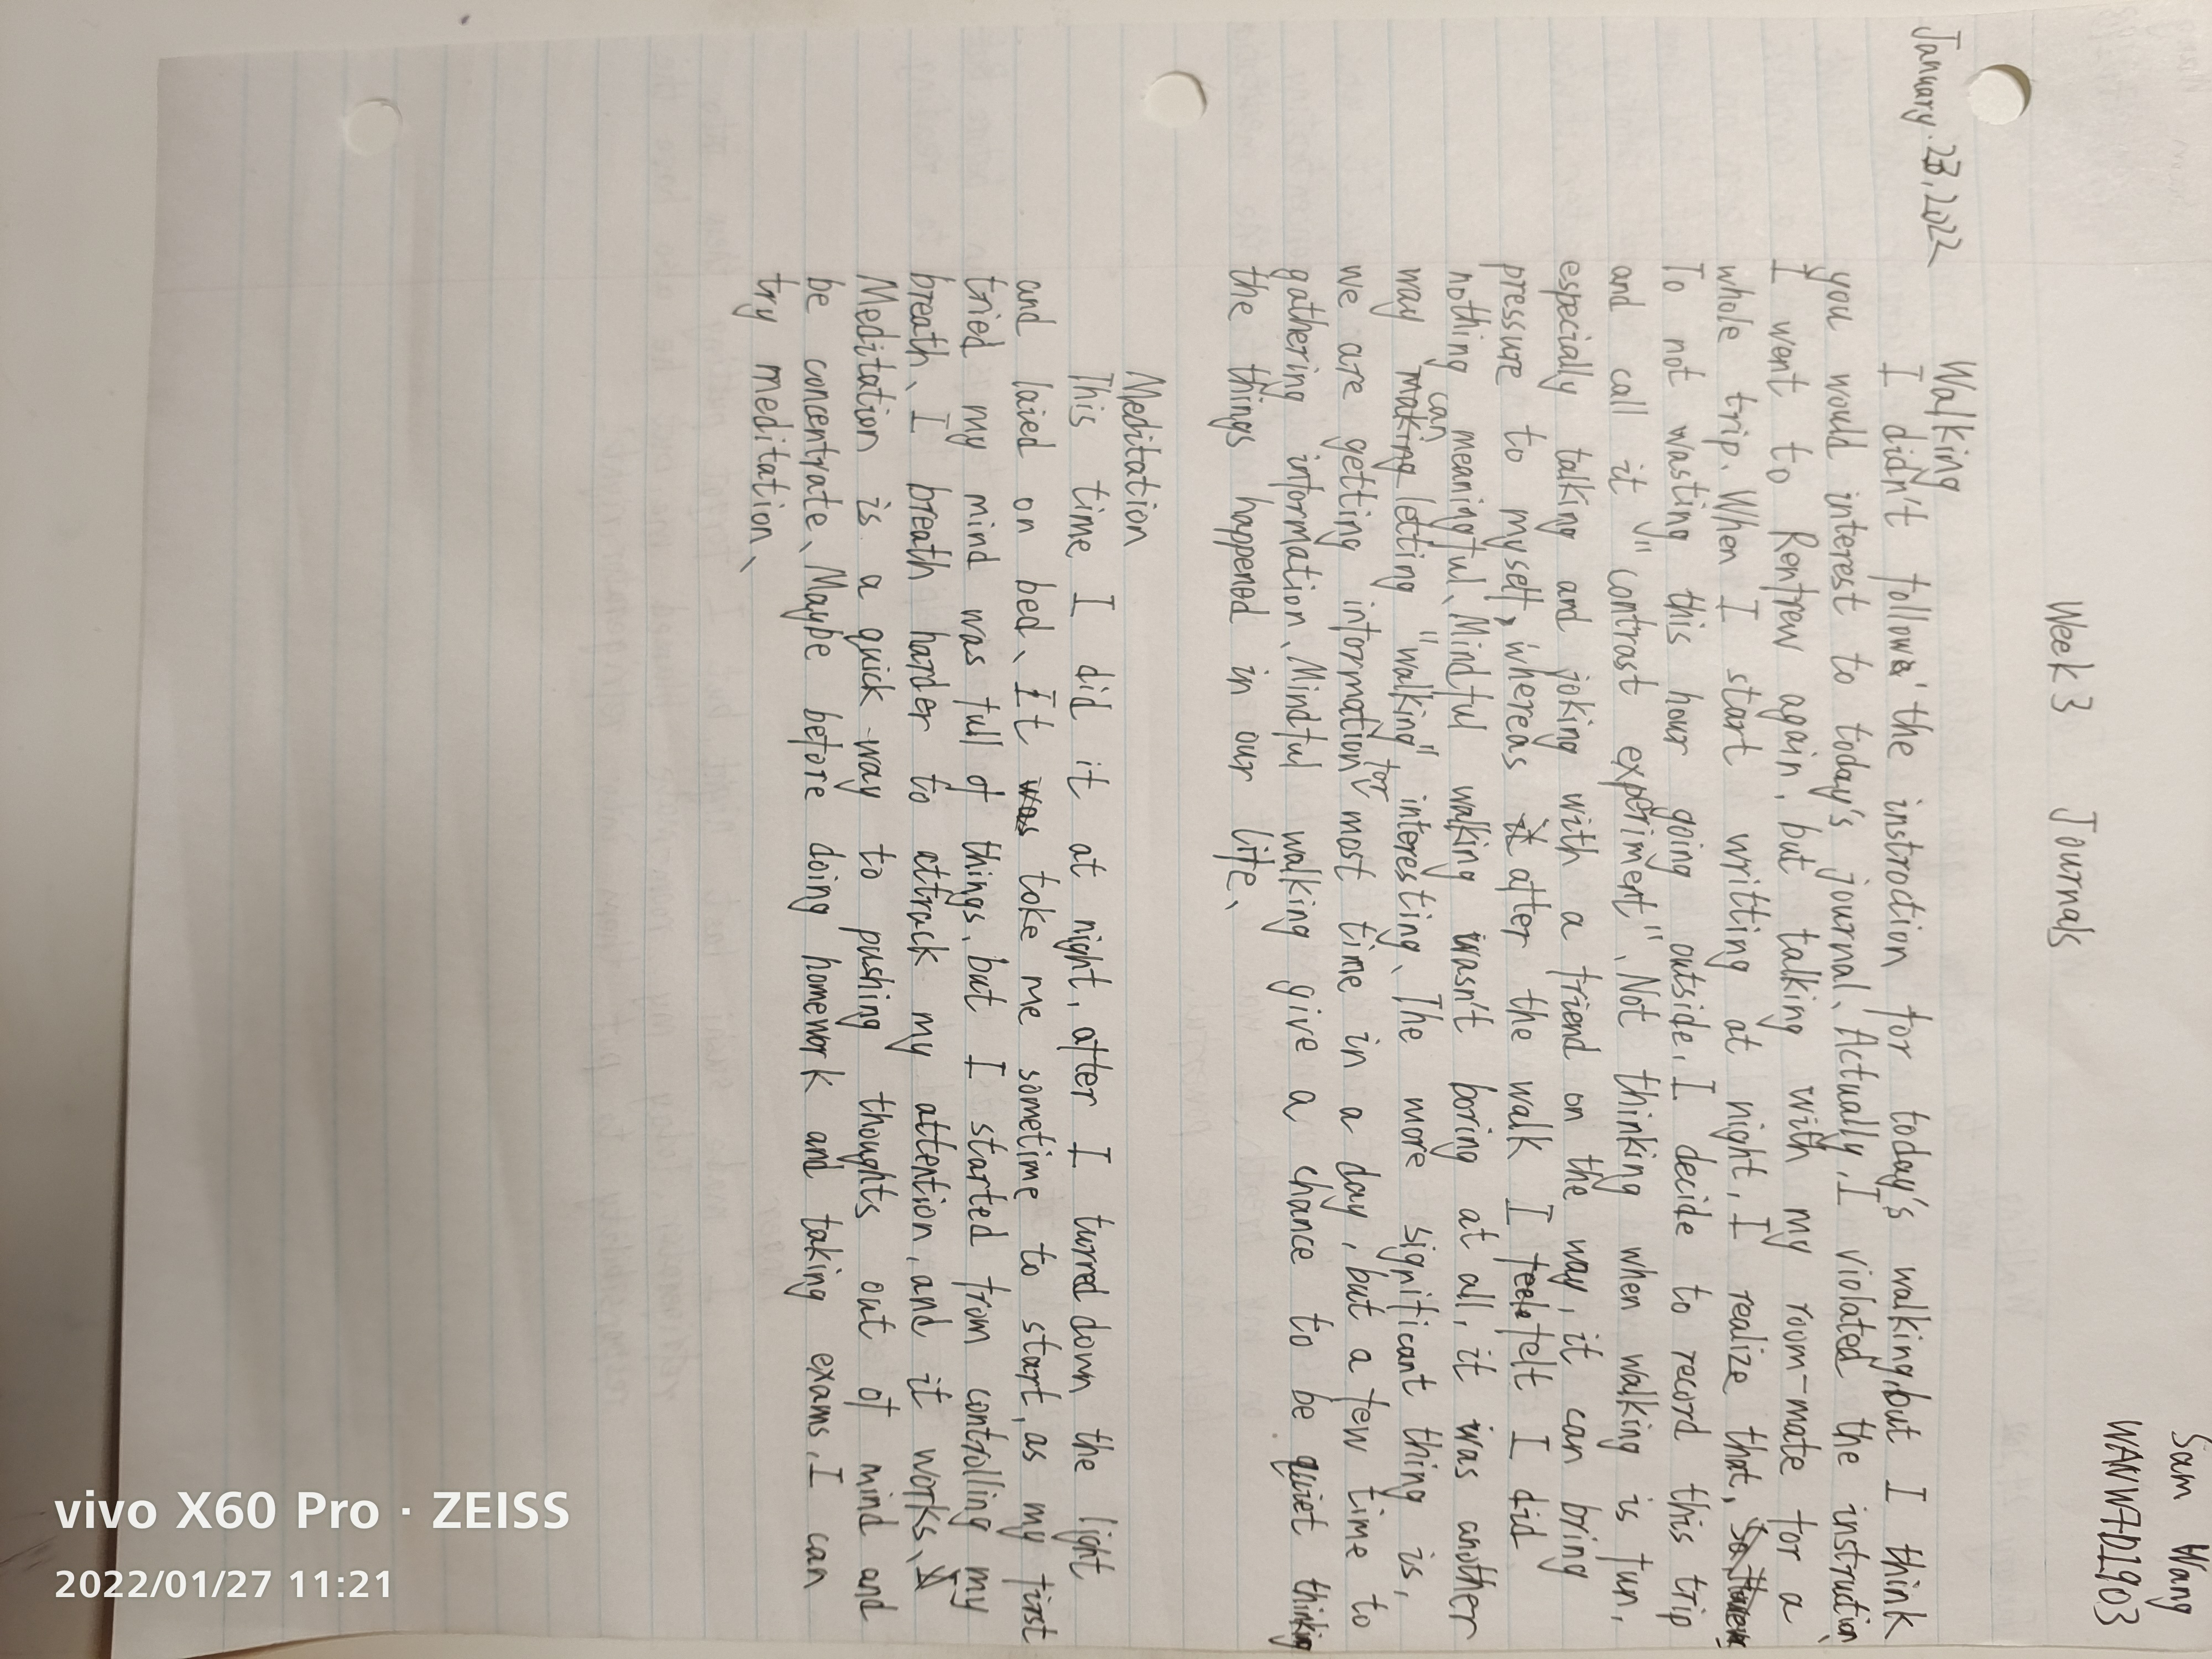 Sam Wang
WANW7D1903
Week 3 Journals
January.23.2022
Walking
I didn't follow the instroction for today's walking, but I think
you would interest to today's journal. Actually, I violated the instruction.
I went to Renfrew again, but talking with my room-mate for a
whole trip. When I start writting at night, I realize that,
To not wasting this hour going outside, I decide to record this trip
and call it "contrast experiment". Not thinking when walking is fun,
especially talking and joking with a friend on the way, it can bring
pressure to myself, whereas after the walk I felt I did
nothing meaningful. Mindful walking wasn't boring at all, it was another
way can letting "walking" interesting. The more significant thing is,
we are getting information for most time in a day, but a few time to
gathering information. Mindful walking give a chance to be quiet thinking
the things happened in our life.
Meditation
This time I did it at night, after I turned down the light
and laied on bed. It take me sometime to start, as my first
tried my mind was full of things, but I started from controlling my
breath. I breath harder to attrack my attention, and it works.
Meditation is a quick way to pushing thoughts out of mind and
be concentrate. Maybe before doing homework and taking exams, I can
try meditation.
vivo X60 Pro · ZEISS
2022/01/27 11:21